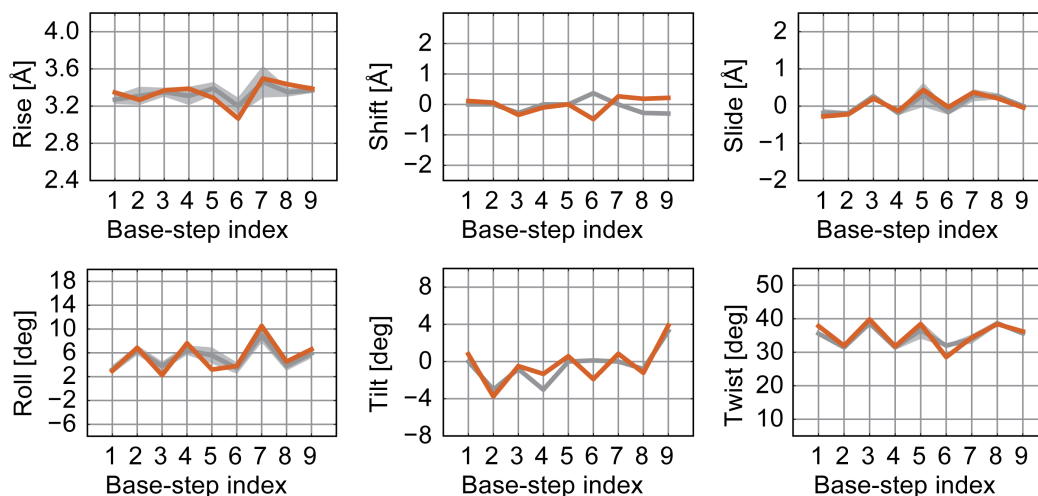 Rise [Å]
4.0
3.6
3.2
2.8
2.4
1 2 3 4 5 6 7 8 9
Base-step index
Shift [Å]
2
1
0
−1
−2
1 2 3 4 5 6 7 8 9
Base-step index
Slide [Å]
2
1
0
−1
−2
1 2 3 4 5 6 7 8 9
Base-step index
Roll [deg]
18
14
10
6
2
−2
−6
1 2 3 4 5 6 7 8 9
Base-step index
Tilt [deg]
8
4
0
−4
−8
1 2 3 4 5 6 7 8 9
Base-step index
Twist [deg]
50
40
30
20
10
1 2 3 4 5 6 7 8 9
Base-step index